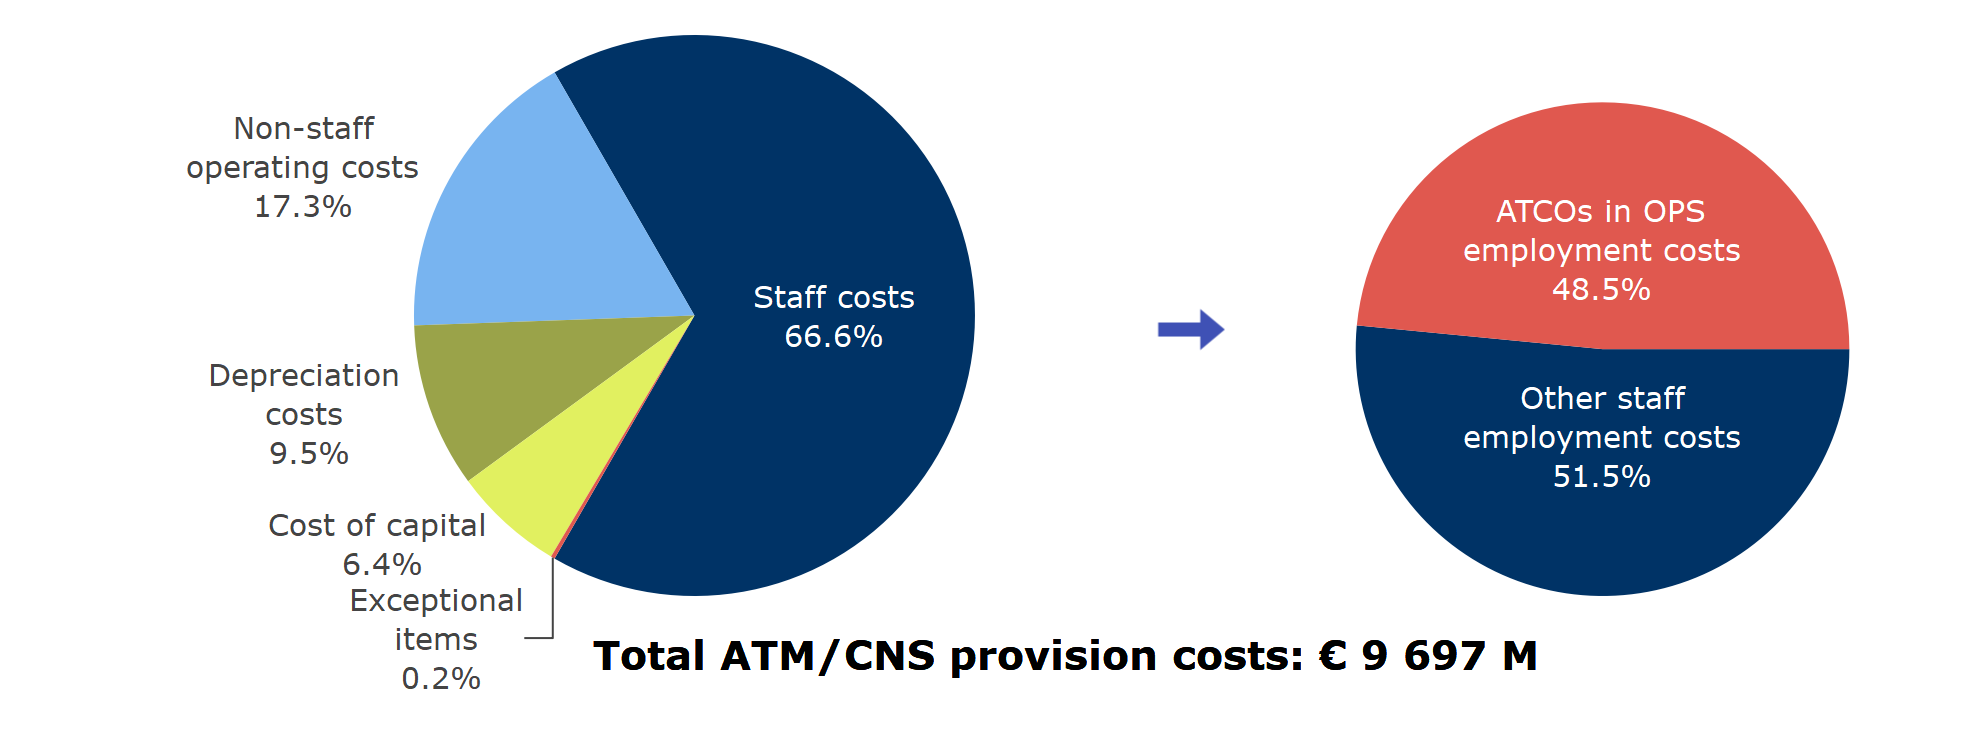 Non-staff
operating costs
17.3%
Depreciation
costs
9.5%
Cost of capital
6.4%
Exceptional
items
0.2%
Staff costs
66.6%
ATCOs in OPS
employment costs
48.5%
Other staff
employment costs
51.5%
Total ATM/CNS provision costs: € 9 697 M